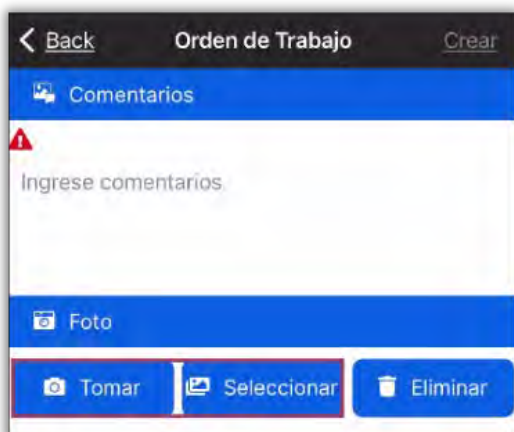 Back Orden de Trabajo Crear
Comentarios
Ingrese comentarios.
Foto
Tomar Seleccionar Eliminar